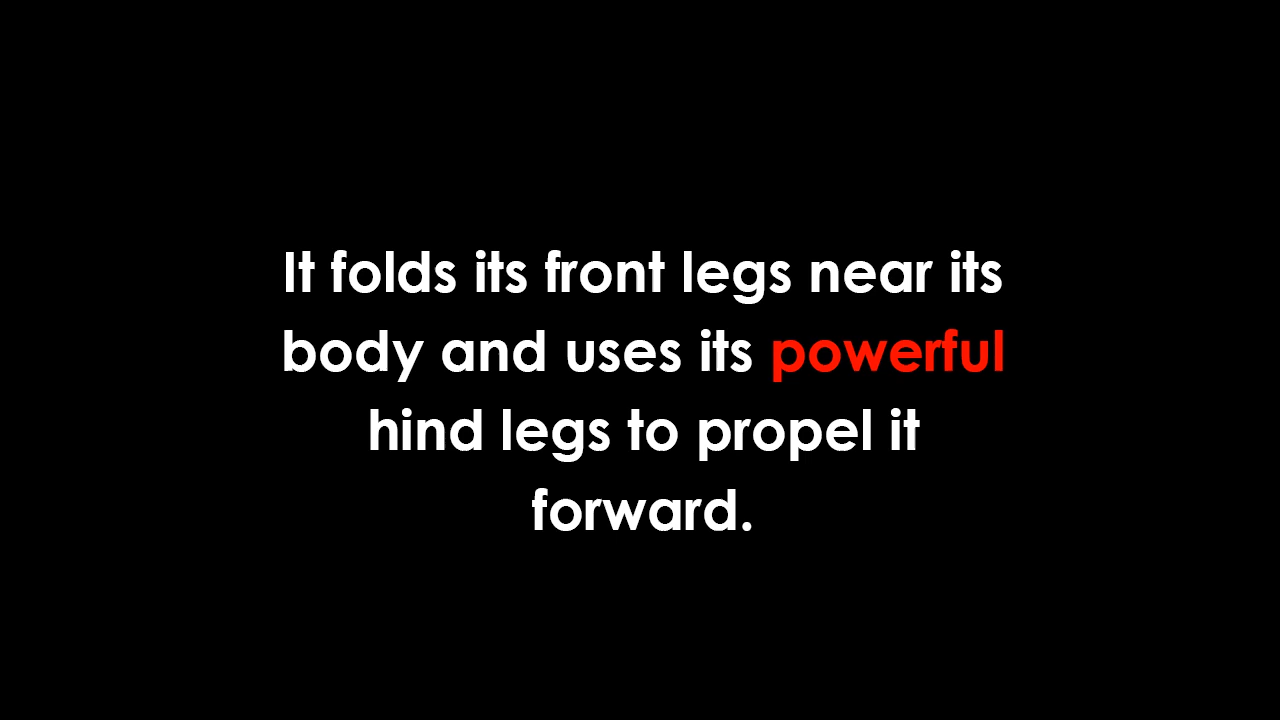 It folds its front legs near its
body and uses its powerful
hind legs to propel it
forward.